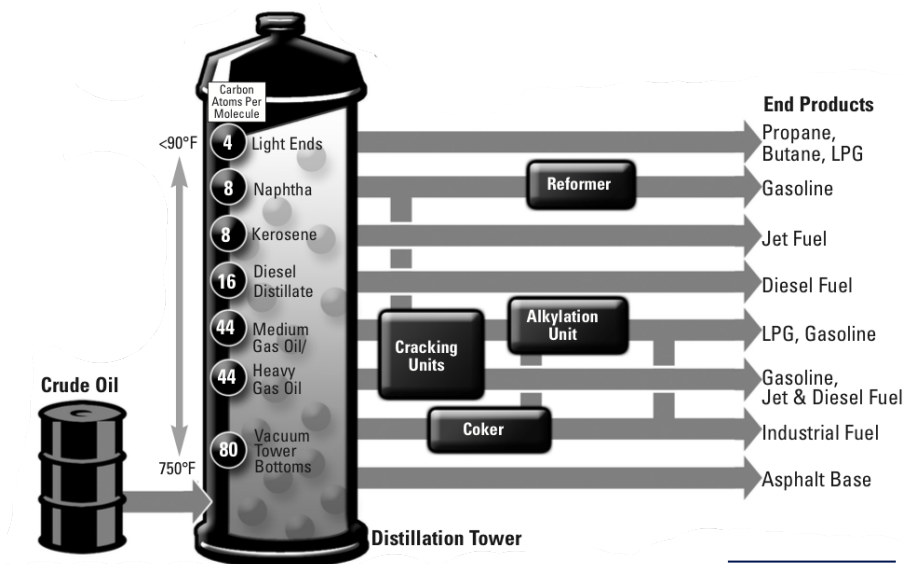 Carbon
Atoms Per
Molecule
<90°F
4
Light Ends
8
Naphtha
8
Kerosene
16
Diesel
Distillate
44
Medium
Gas Oil/
44
Heavy
Gas Oil
80
Vacuum
Tower
Bottoms
750°F
Crude Oil
Distillation Tower
Reformer
Cracking
Units
Alkylation
Unit
Coker
End Products
Propane,
Butane, LPG
Gasoline
Jet Fuel
Diesel Fuel
LPG, Gasoline
Gasoline,
Jet & Diesel Fuel
Industrial Fuel
Asphalt Base